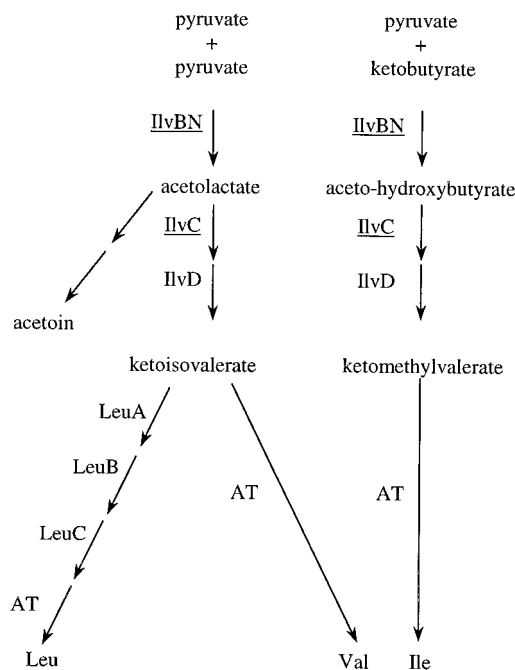 pyruvate
+
pyruvate
pyruvate
+
ketobutyrate
IlvBN
IlvBN
acetolactate
aceto-hydroxybutyrate
IlvC
IlvC
IlvD
IlvD
acetoin
ketoisovalerate
ketomethylvalerate
LeuA
LeuB
AT
AT
LeuC
AT
Leu
Val
Ile